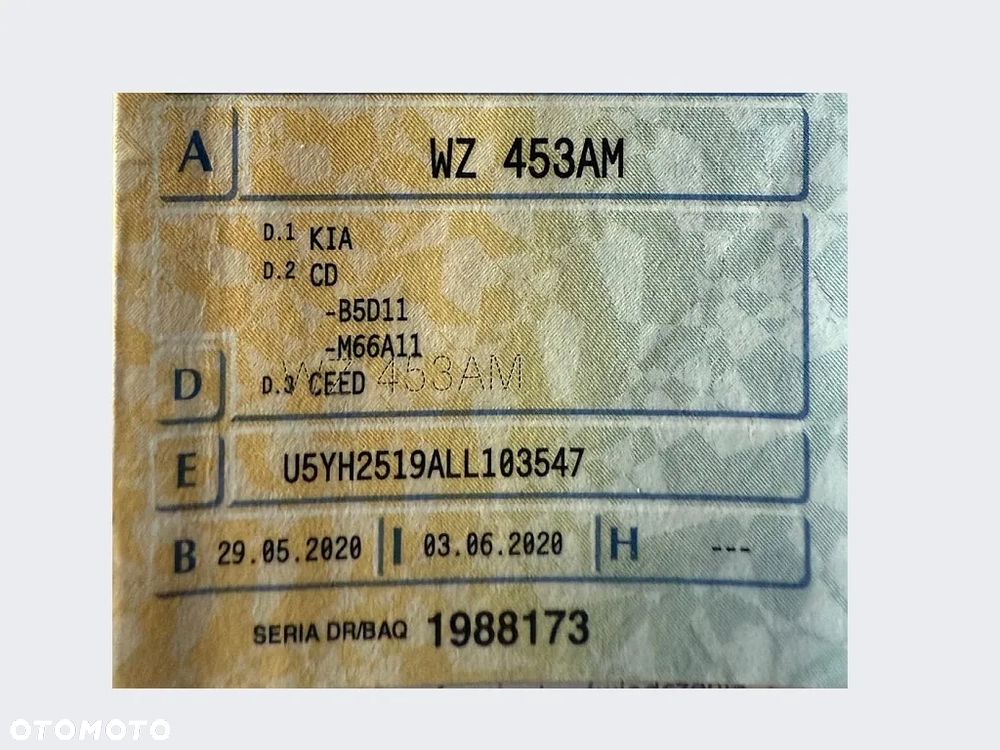 A WZ 453AM
D.1 KIA
D.2 CD
-B5D11
-M66A11
WZ 453AM
D D.3 CEED
E U5YH2519ALL103547
B 29.05.2020 I 03.06.2020 H ---
SERIA DR/BAQ 1988173
OTOMOTO